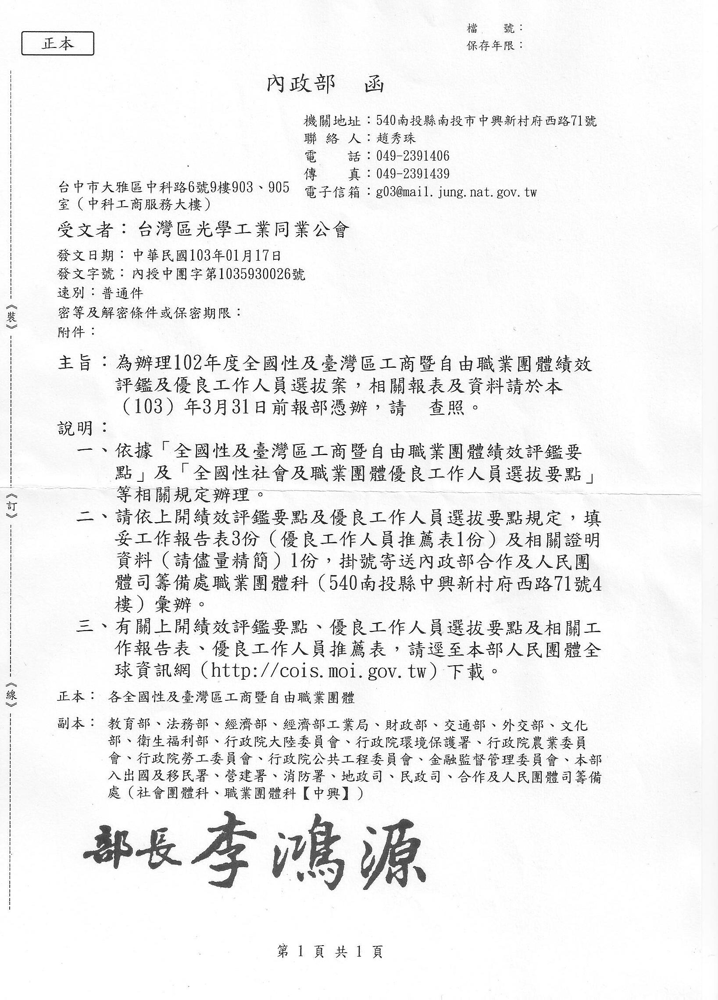 正本
檔　　號：
保存年限：
內政部　函
機關地址：540南投縣南投市中興新村府西路71號
聯 絡 人：趙秀珠
電　　話：049-2391406
傳　　真：049-2391439
電子信箱：g03@mail.jung.nat.gov.tw
台中市大雅區中科路6號9樓903、905
室（中科工商服務大樓）
受文者：台灣區光學工業同業公會
發文日期：中華民國103年01月17日
發文字號：內授中團字第1035930026號
速別：普通件
密等及解密條件或保密期限：
附件：
主旨：為辦理102年度全國性及臺灣區工商暨自由職業團體績效
評鑑及優良工作人員選拔案，相關報表及資料請於本
（103）年3月31日前報部憑辦，請　查照。
說明：
一、依據「全國性及臺灣區工商暨自由職業團體績效評鑑要
點」及「全國性社會及職業團體優良工作人員選拔要點」
等相關規定辦理。
二、請依上開績效評鑑要點及優良工作人員選拔要點規定，填
妥工作報告表3份（優良工作人員推薦表1份）及相關證明
資料（請儘量精簡）1份，掛號寄送內政部合作及人民團
體司籌備處職業團體科（540南投縣中興新村府西路71號4
樓）彙辦。
三、有關上開績效評鑑要點、優良工作人員選拔要點及相關工
作報告表、優良工作人員推薦表，請逕至本部人民團體全
球資訊網（http://cois.moi.gov.tw）下載。
正本：各全國性及臺灣區工商暨自由職業團體
副本：教育部、法務部、經濟部、經濟部工業局、財政部、交通部、外交部、文化
部、衛生福利部、行政院大陸委員會、行政院環境保護署、行政院農業委員
會、行政院勞工委員會、行政院公共工程委員會、金融監督管理委員會、本部
入出國及移民署、營建署、消防署、地政司、民政司、合作及人民團體司籌備
處（社會團體科、職業團體科【中興】）
部長 李鴻源
第 1 頁 共 1 頁
《裝》
《訂》
《線》